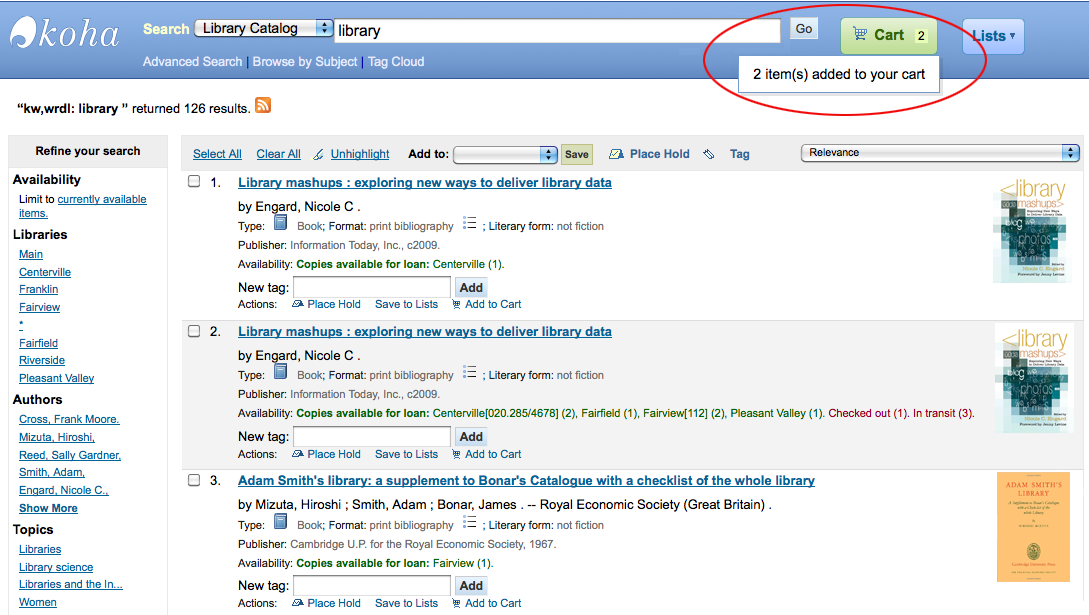 koha
Search Library Catalog library Go Cart 2 Lists ▾
Advanced Search | Browse by Subject | Tag Cloud
2 item(s) added to your cart
“kw,wrdl: library ” returned 126 results.
Refine your search
Availability
Limit to currently available
items.
Libraries
Main
Centerville
Franklin
Fairview
*
Fairfield
Riverside
Pleasant Valley
Authors
Cross, Frank Moore.
Mizuta, Hiroshi,
Reed, Sally Gardner,
Smith, Adam,
Engard, Nicole C.,
Show More
Topics
Libraries
Library science
Libraries and the In...
Women
Select All Clear All Unhighlight Add to: Save Place Hold Tag Relevance
1. Library mashups : exploring new ways to deliver library data
by Engard, Nicole C .
Type: Book; Format: print bibliography ; Literary form: not fiction
Publisher: Information Today, Inc., c2009.
Availability: Copies available for loan: Centerville (1).
New tag: Add
Actions: Place Hold Save to Lists Add to Cart
<library
mashups>
photos
Nicole C. Engard
2. Library mashups : exploring new ways to deliver library data
by Engard, Nicole C .
Type: Book; Format: print bibliography ; Literary form: not fiction
Publisher: Information Today, Inc., c2009.
Availability: Copies available for loan: Centerville[020.285/4678] (2), Fairfield (1), Fairview[112] (2), Pleasant Valley (1). Checked out (1). In transit (3).
New tag: Add
Actions: Place Hold Save to Lists Add to Cart
<library
mashups>
photos
Nicole C. Engard
3. Adam Smith's library: a supplement to Bonar's Catalogue with a checklist of the whole library
by Mizuta, Hiroshi ; Smith, Adam ; Bonar, James . -- Royal Economic Society (Great Britain) .
Type: Book; Format: print bibliography ; Literary form: not fiction
Publisher: Cambridge U.P. for the Royal Economic Society, 1967.
Availability: Copies available for loan: Fairview (1).
New tag: Add
Actions: Place Hold Save to Lists Add to Cart
ADAM SMITH'S
LIBRARY